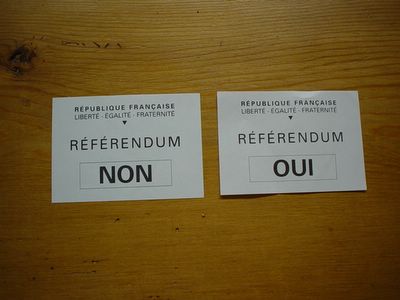 RÉPUBLIQUE FRANÇAISE
LIBERTÉ - ÉGALITÉ - FRATERNITÉ
RÉFÉRENDUM
NON
RÉPUBLIQUE FRANÇAISE
LIBERTÉ - ÉGALITÉ - FRATERNITÉ
RÉFÉRENDUM
OUI